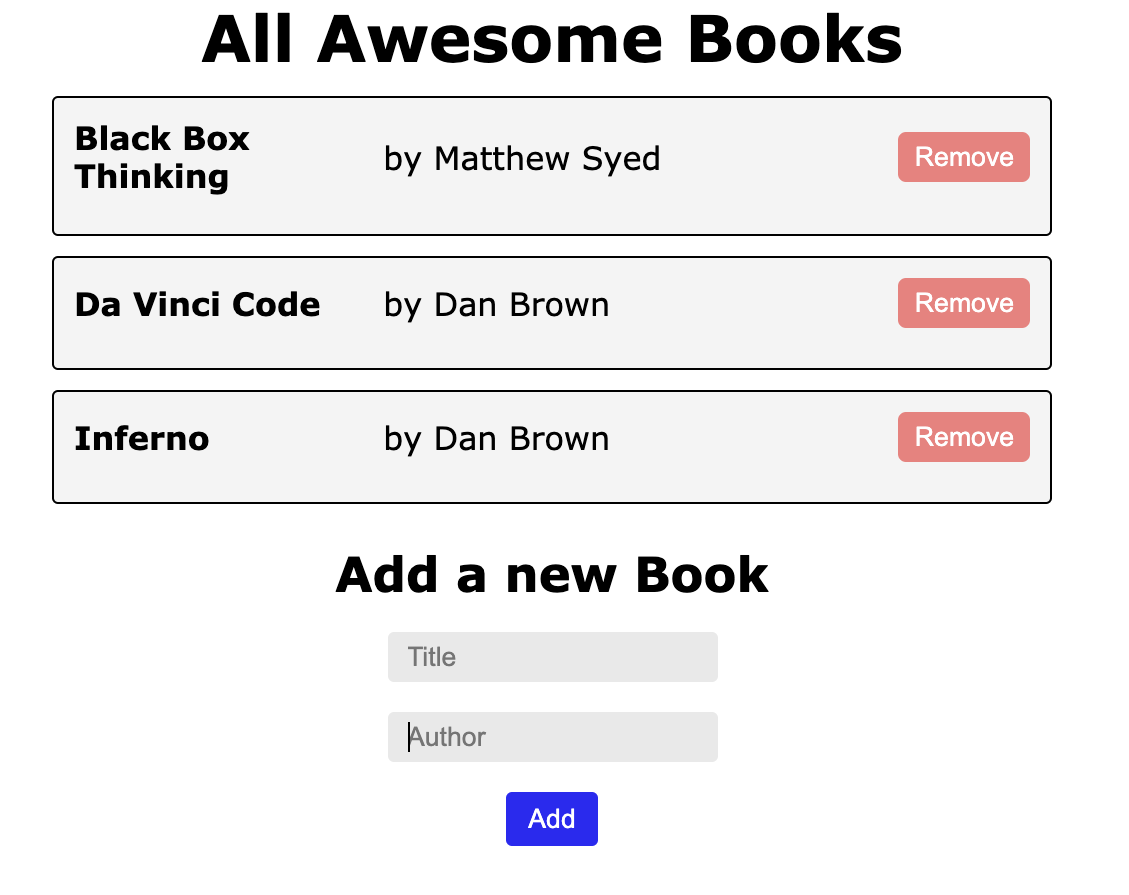 All Awesome Books
Black Box
Thinking
by Matthew Syed
Remove
Da Vinci Code
by Dan Brown
Remove
Inferno
by Dan Brown
Remove
Add a new Book
Title
Author
Add